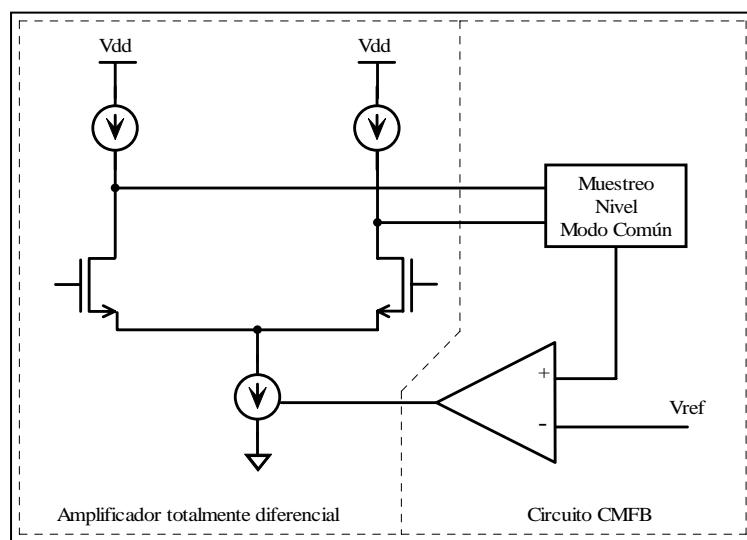 Vdd
Vdd
Muestreo
Nivel
Modo Común
+
-
Vref
Amplificador totalmente diferencial
Circuito CMFB